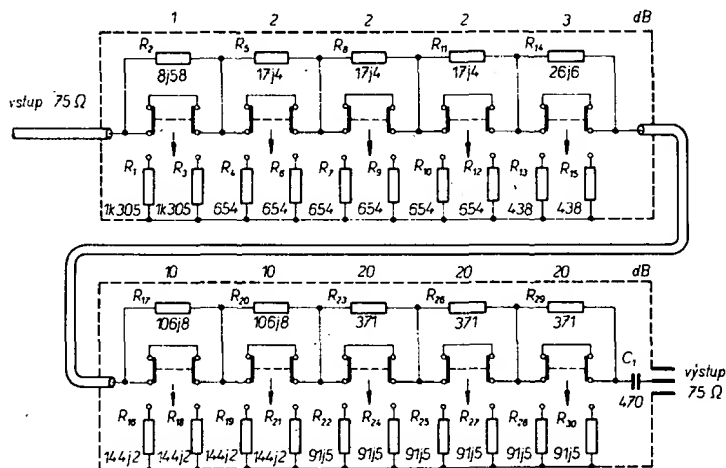 1 2 2 2 3 dB
R2 R5 R8 R11 R14
8j58 17j4 17j4 17j4 26j6
vstup 75 Ω
R1 R3 R4 R6 R7 R9 R10 R12 R13 R15
1k305 1k305 654 654 654 654 654 654 438 438
10 10 20 20 20 dB
R17 R20 R23 R26 R29
106j8 106j8 371 371 371
C1
470
výstup
75 Ω
R16 R18 R19 R21 R22 R24 R25 R27 R28 R30
144j2 144j2 144j2 144j2 91j5 91j5 91j5 91j5 91j5 91j5